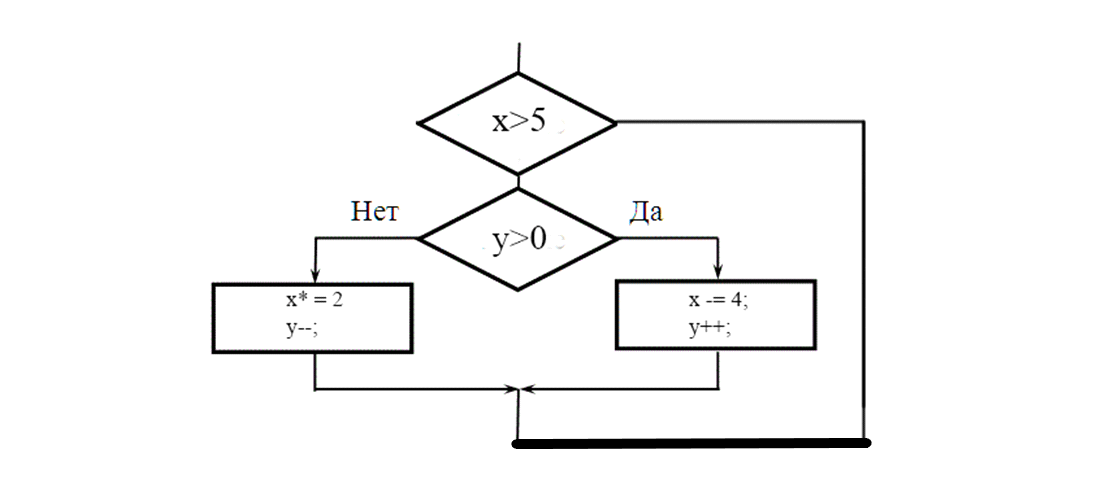 x>5
Нет
Да
y>0
x* = 2
y--;
x -= 4;
y++;